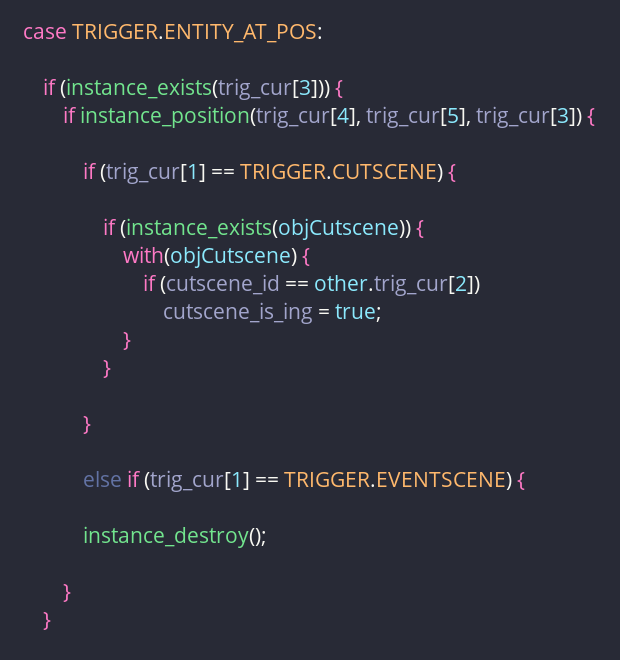 case TRIGGER.ENTITY_AT_POS:
if (instance_exists(trig_cur[3])) {
if instance_position(trig_cur[4], trig_cur[5], trig_cur[3]) {
if (trig_cur[1] == TRIGGER.CUTSCENE) {
if (instance_exists(objCutscene)) {
with(objCutscene) {
if (cutscene_id == other.trig_cur[2])
cutscene_is_ing = true;
}
}
}
else if (trig_cur[1] == TRIGGER.EVENTSCENE) {
instance_destroy();
}
}